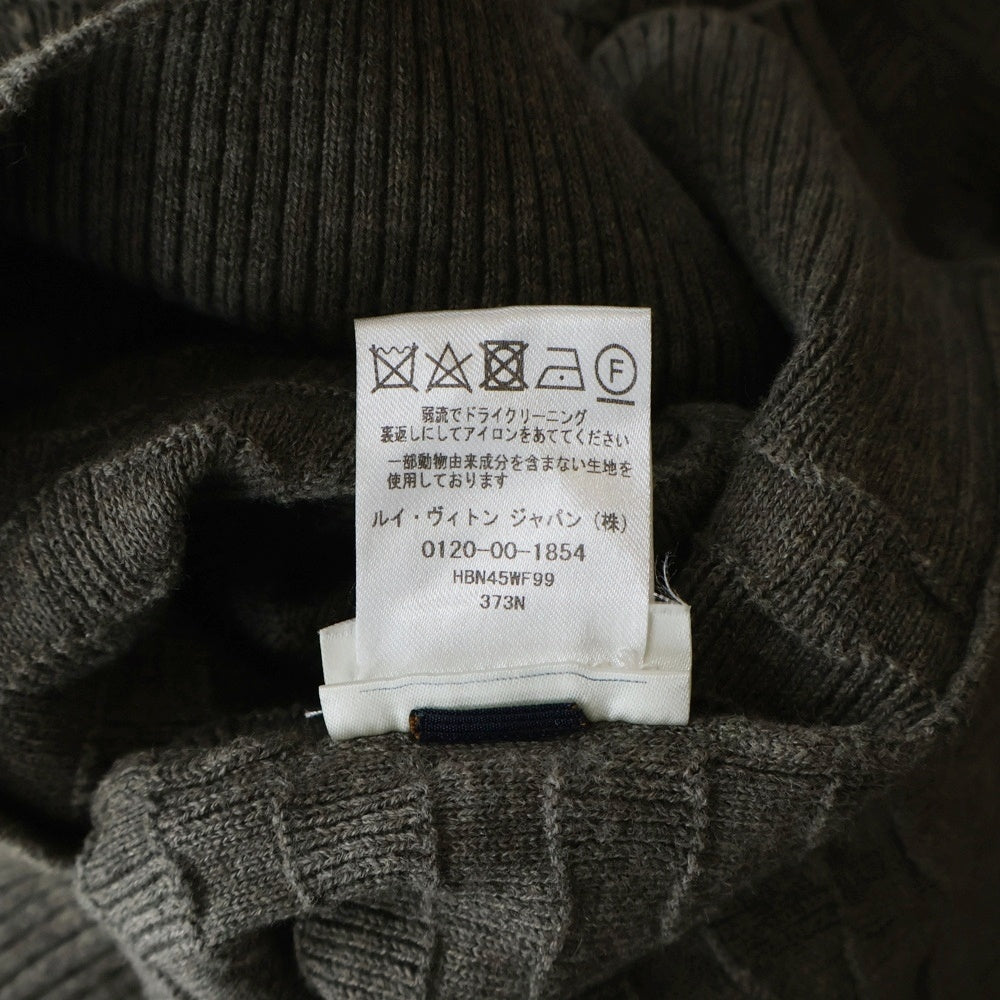 F
弱流でドライクリーニング
裏返しにしてアイロンをあててください
一部動物由来成分を含まない生地を
使用しております
ルイ・ヴィトン ジャパン (株)
0120-00-1854
HBN45WF99
373N